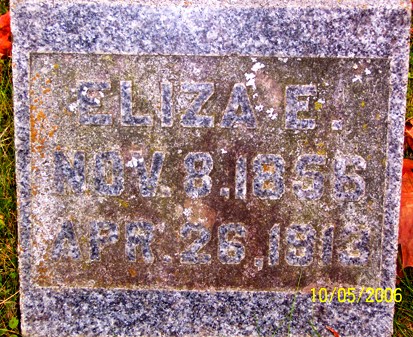 ELIZA E.
NOV. 8. 1856
APR. 26, 1913
10/05/2006